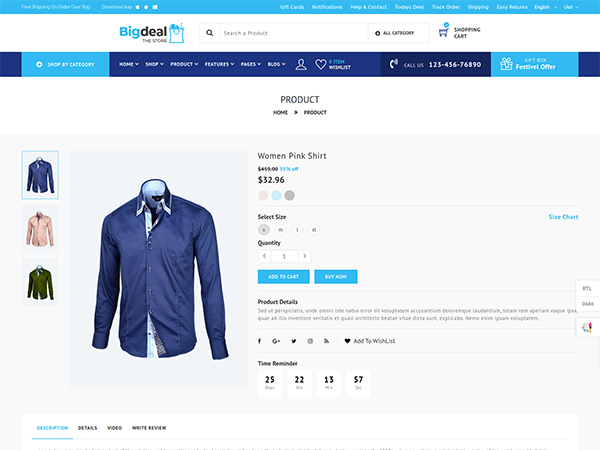 Free Shipping On Order Over $99 Download App Gift Cards Notifications Help & Contact Todays Deal Track Order Shipping Easy Returns English Usd
Bigdeal
THE STORE
Search a Product
ALL CATEGORY
0
SHOPPING
CART
SHOP BY CATEGORY
HOME SHOP PRODUCT FEATURES PAGES BLOG
0 ITEM
WISHLIST
CALL US 123-456-76890
GIFT BOX
Festivel Offer
PRODUCT
HOME » PRODUCT
Women Pink Shirt
$459.00 55% off
$32.96
Select Size Size Chart
s m l xl
Quantity
< 1 >
ADD TO CART BUY NOW
RTL
DARK
Product Details
Sed ut perspiciatis, unde omnis iste natus error sit voluptatem accusantium doloremque laudantium, totam rem aperiam eaque ipsa,
quae ab illo inventore veritatis et quasi architecto beatae vitae dicta sunt, explicabo. Nemo enim ipsam voluptatem,
Add To WishList
Time Reminder
25 22 13 57
Days Hrs Min Sec
DESCRIPTION DETAILS VIDEO WRITE REVIEW